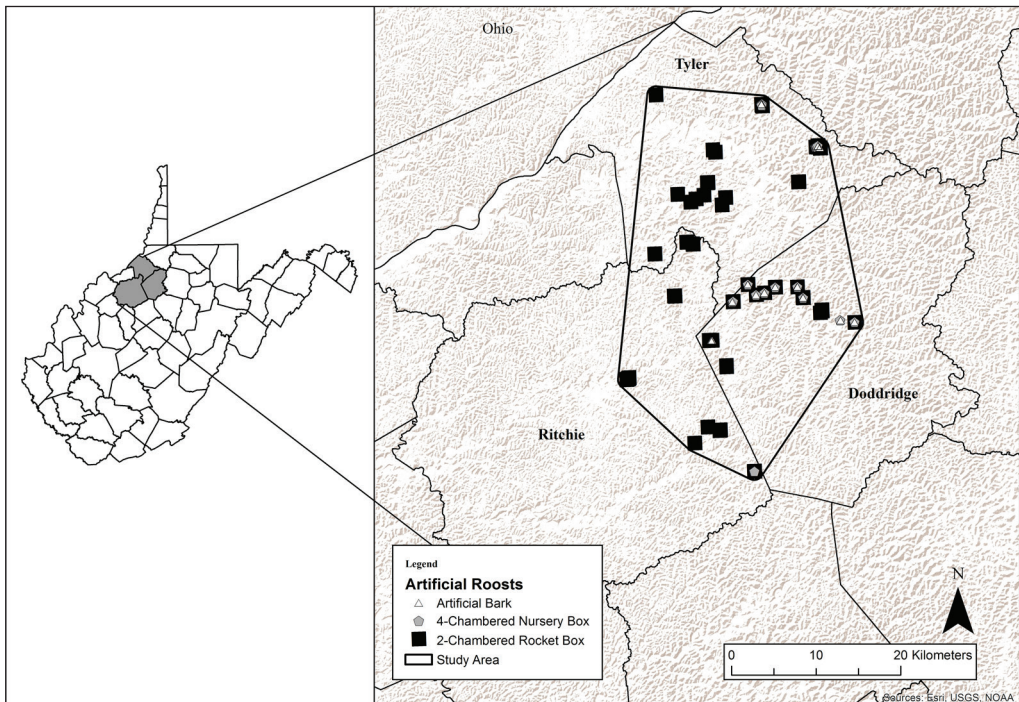 Ohio
Tyler
Doddridge
Ritchie
Legend
Artificial Roosts
Artificial Bark
4-Chambered Nursery Box
2-Chambered Rocket Box
Study Area
N
0 10 20 Kilometers
Sources: Esri, USGS, NOAA